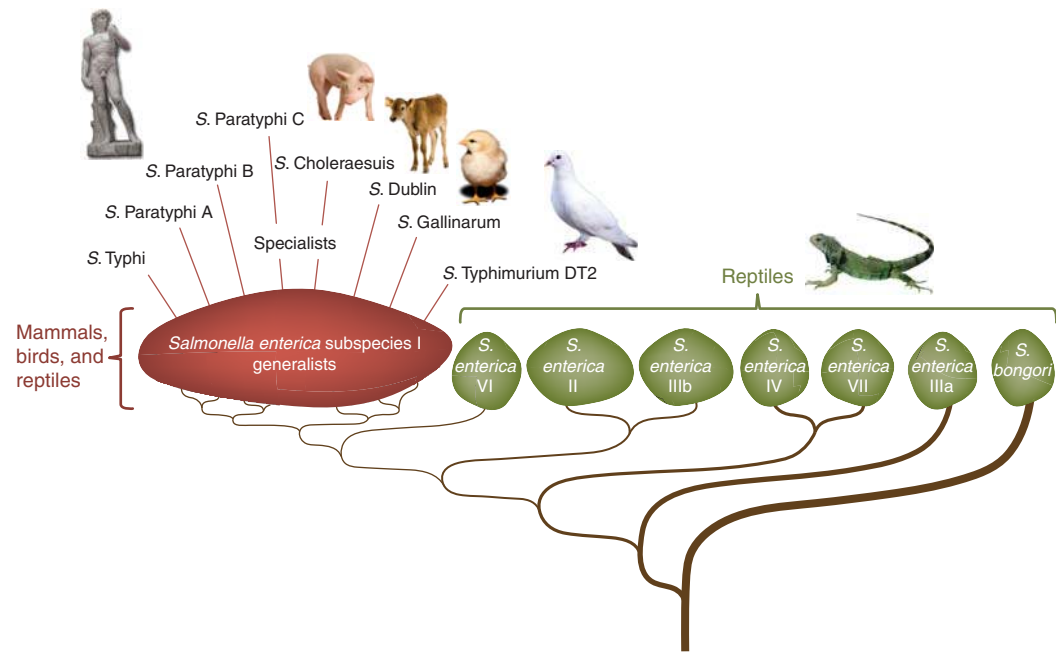 S. Paratyphi C
S. Choleraesuis
S. Paratyphi B
S. Dublin
S. Paratyphi A
S. Gallinarum
Specialists
S. Typhi
S. Typhimurium DT2
Reptiles
Mammals,
birds, and
reptiles
Salmonella enterica subspecies I
generalists
S.
enterica
VI
S.
enterica
II
S.
enterica
IIIb
S.
enterica
IV
S.
enterica
VII
S.
enterica
IIIa
S.
bongori